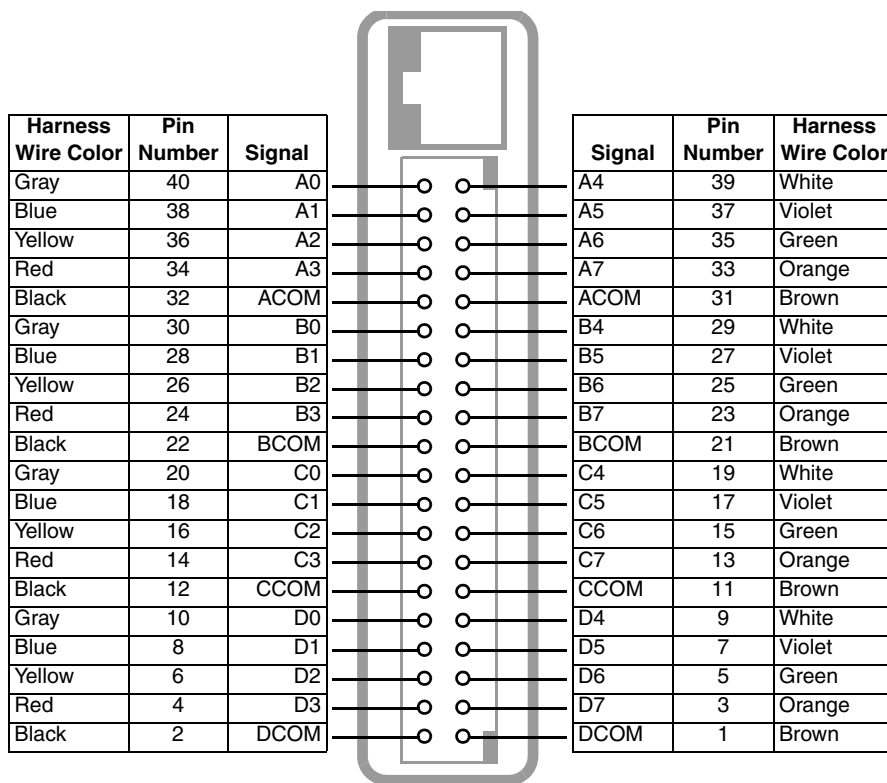 Harness Wire Color Pin Number Signal Signal Pin Number Harness Wire Color
Gray 40 A0 A4 39 White
Blue 38 A1 A5 37 Violet
Yellow 36 A2 A6 35 Green
Red 34 A3 A7 33 Orange
Black 32 ACOM ACOM 31 Brown
Gray 30 B0 B4 29 White
Blue 28 B1 B5 27 Violet
Yellow 26 B2 B6 25 Green
Red 24 B3 B7 23 Orange
Black 22 BCOM BCOM 21 Brown
Gray 20 C0 C4 19 White
Blue 18 C1 C5 17 Violet
Yellow 16 C2 C6 15 Green
Red 14 C3 C7 13 Orange
Black 12 CCOM CCOM 11 Brown
Gray 10 D0 D4 9 White
Blue 8 D1 D5 7 Violet
Yellow 6 D2 D6 5 Green
Red 4 D3 D7 3 Orange
Black 2 DCOM DCOM 1 Brown